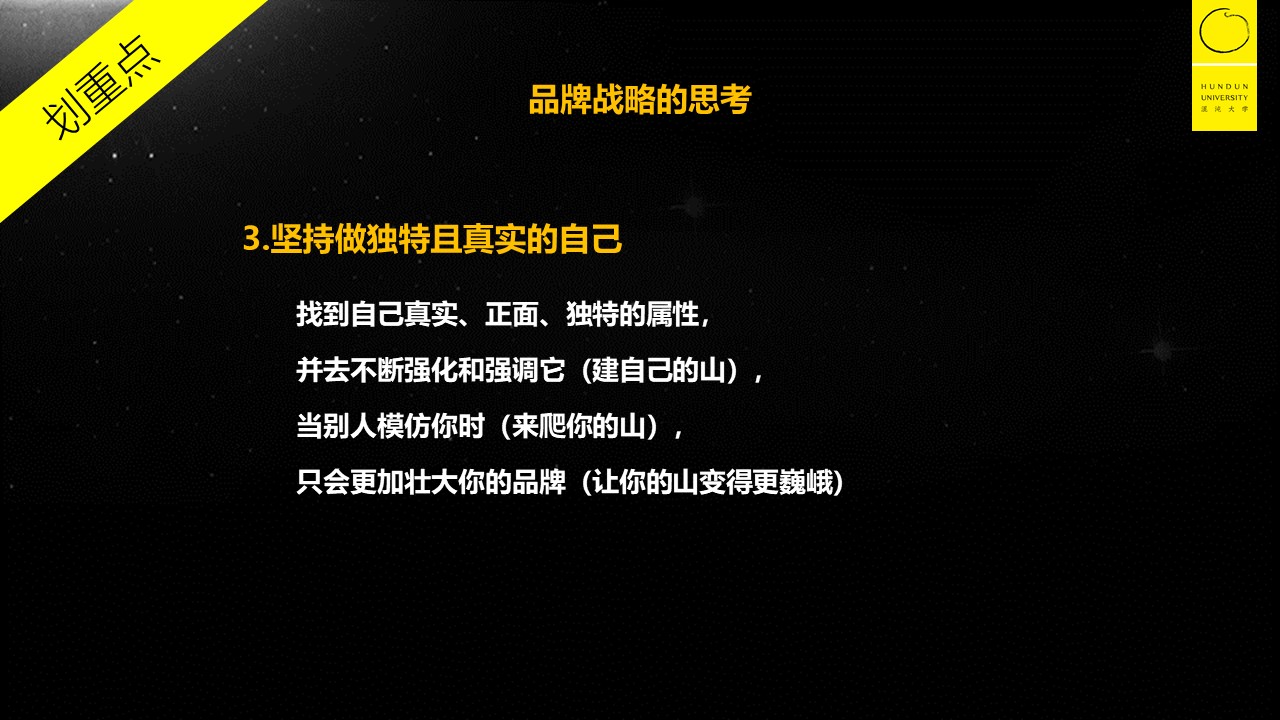 划重点
HUNDUN
UNIVERSITY
混沌大学
品牌战略的思考
3.坚持做独特且真实的自己
找到自己真实、正面、独特的属性，
并去不断强化和强调它（建自己的山），
当别人模仿你时（来爬你的山），
只会更加壮大你的品牌（让你的山变得更巍峨)